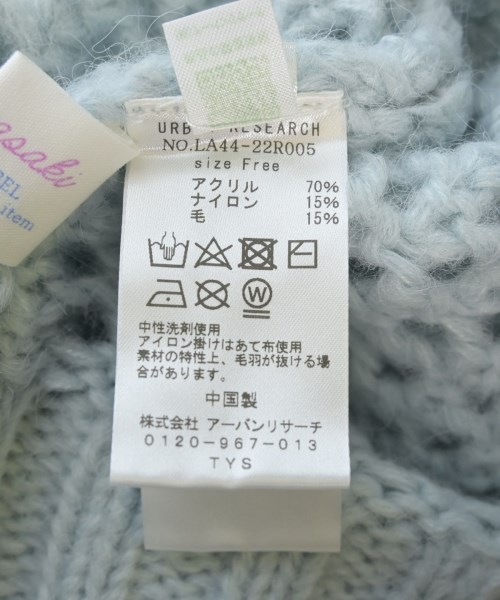 asaki
item
URB RESEARCH
NO.LA44-22R005
size Free
アクリル 70%
ナイロン 15%
毛 15%
W
中性洗剤使用
アイロン掛けはあて布使用
素材の特性上、毛羽が抜ける場
合があります。
中国製
株式会社 アーバンリサーチ
0120-967-013
TYS